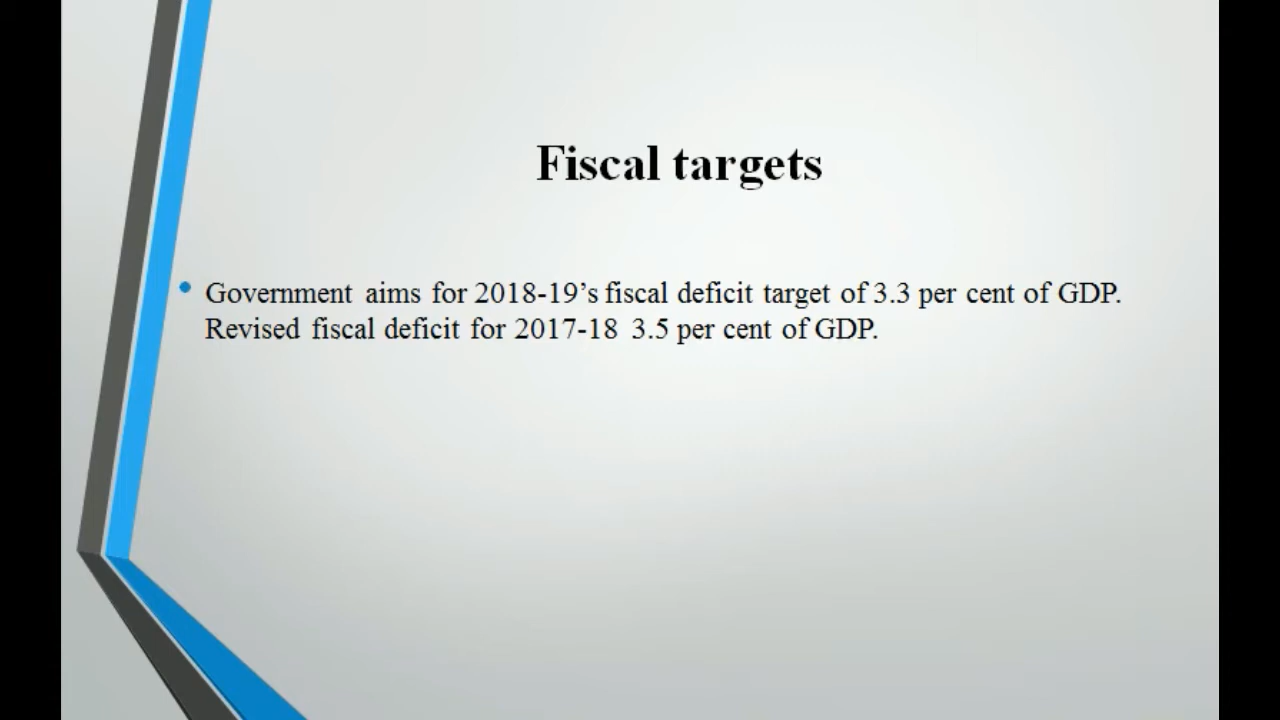 Fiscal targets
Government aims for 2018-19’s fiscal deficit target of 3.3 per cent of GDP.
Revised fiscal deficit for 2017-18 3.5 per cent of GDP.